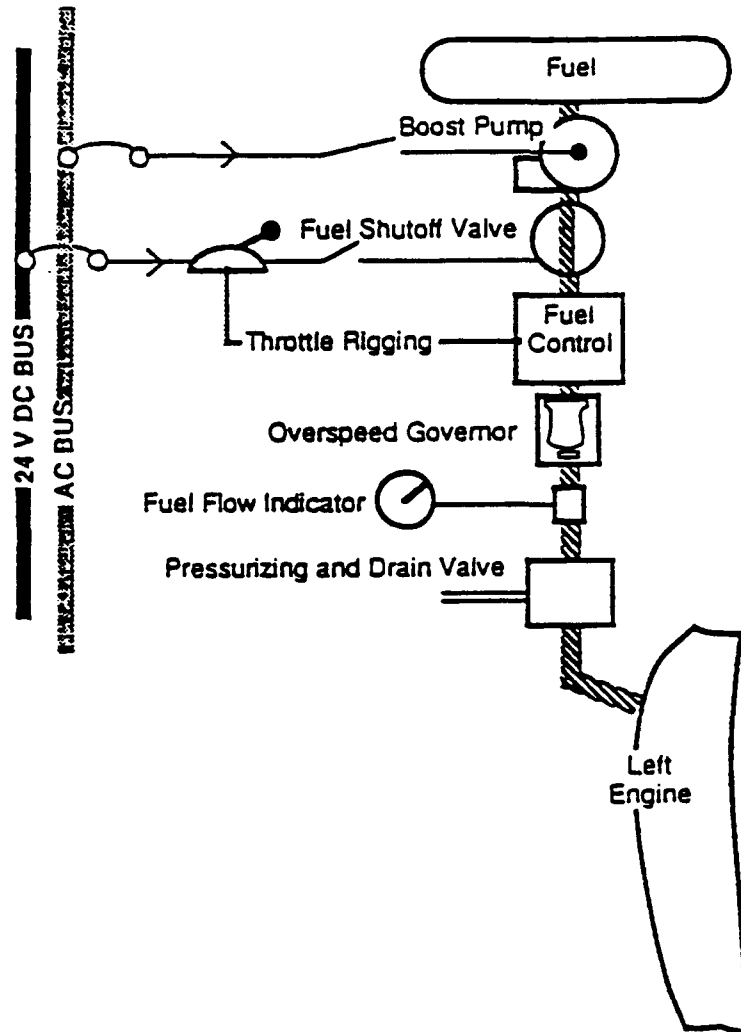 Fuel
Boost Pump
Fuel Shutoff Valve
Fuel
Control
Throttle Rigging
24 V DC BUS
AC BUS
Overspeed Governor
Fuel Flow Indicator
Pressurizing and Drain Valve
Left
Engine